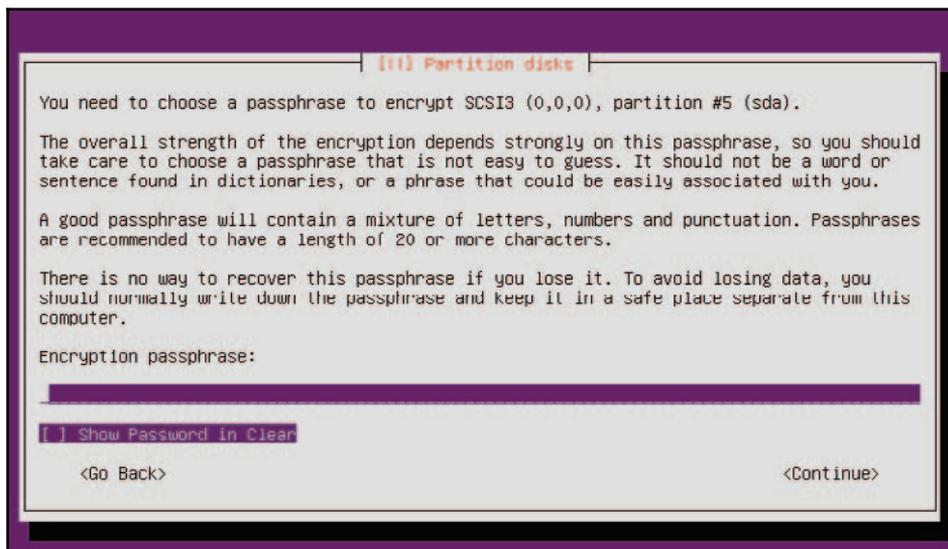 [!!] Partition disks
You need to choose a passphrase to encrypt SCSI3 (0,0,0), partition #5 (sda).
The overall strength of the encryption depends strongly on this passphrase, so you should
take care to choose a passphrase that is not easy to guess. It should not be a word or
sentence found in dictionaries, or a phrase that could be easily associated with you.
A good passphrase will contain a mixture of letters, numbers and punctuation. Passphrases
are recommended to have a length of 20 or more characters.
There is no way to recover this passphrase if you lose it. To avoid losing data, you
should normally write down the passphrase and keep it in a safe place separate from this
computer.
Encryption passphrase:
[ ] Show Password in Clear
<Go Back> <Continue>